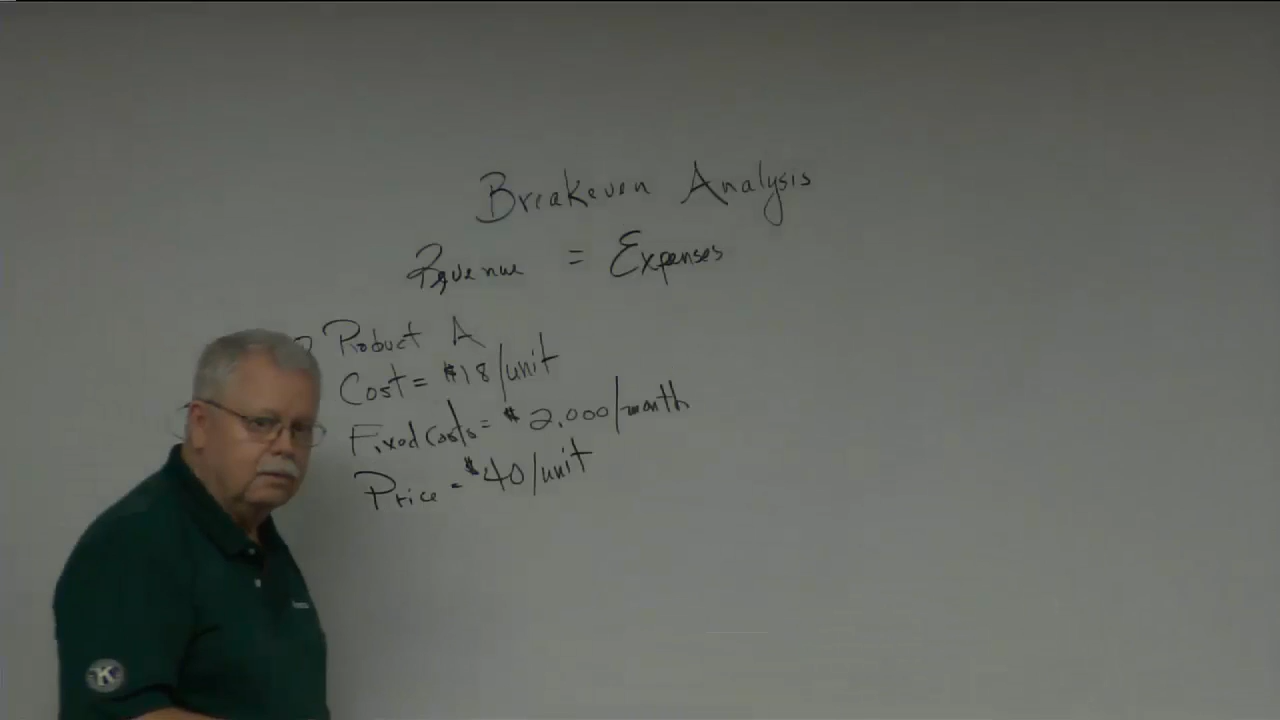 Breakeven Analysis
Revenue = Expenses
Product A
Cost = $18/unit
Fixed Costs = $2,000/month
Price = $40/unit
K